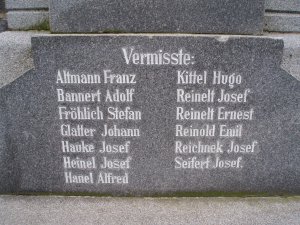 Vermisste:
Altmann Franz
Bannert Adolf
Fröhlich Stefan
Glatter Johann
Hauke Josef
Heinel Josef
Hanel Alfred
Kittel Hugo
Reinelt Josef
Reinelt Ernest
Reinold Emil
Reichnek Josef
Seifert Josef.